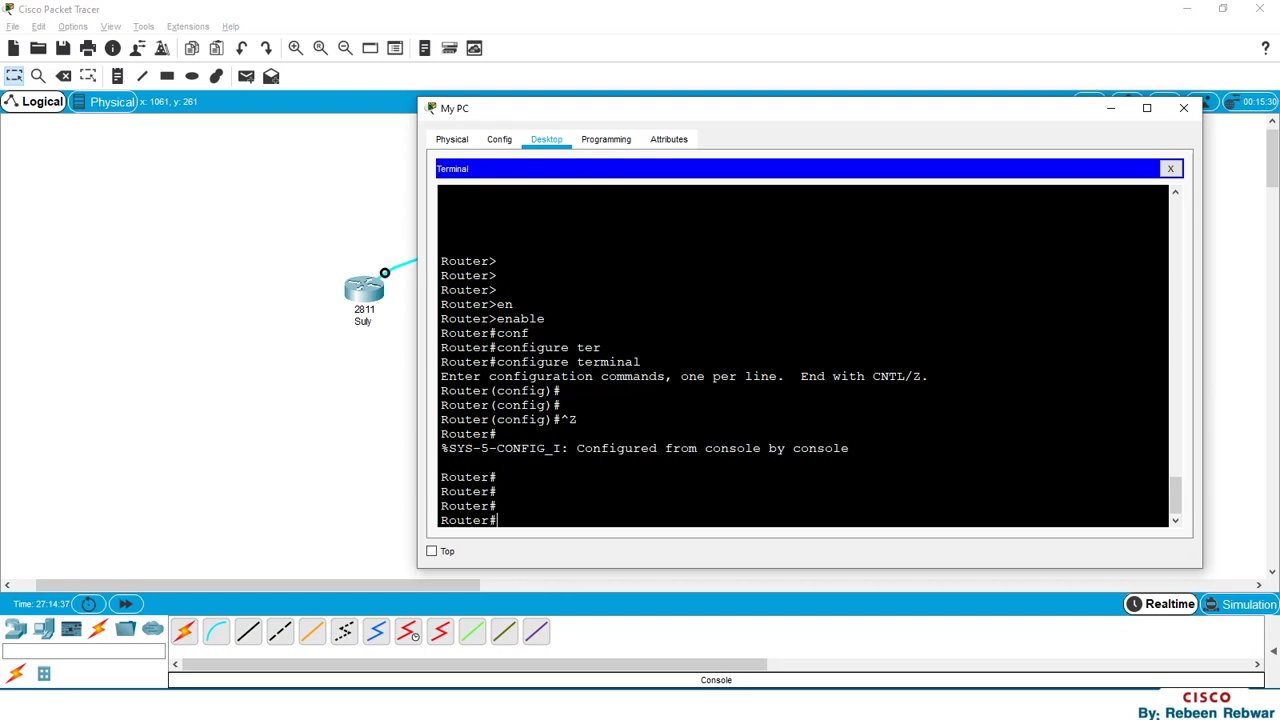 Cisco Packet Tracer
File Edit Options View Tools Extensions Help
Logical Physical x: 1061, y: 261 00:15:30
My PC
Physical Config Desktop Programming Attributes
Terminal X
Router>
Router>
Router>
Router>en
Router>enable
Router#conf
Router#configure ter
Router#configure terminal
Enter configuration commands, one per line.  End with CNTL/Z.
Router(config)#
Router(config)#
Router(config)#^Z
Router#
%SYS-5-CONFIG_I: Configured from console by console
Router#
Router#
Router#
Router#
2811
Suly
Top
Time: 27:14:37 Realtime Simulation
Console
CISCO
By: Rebeen Rebwar